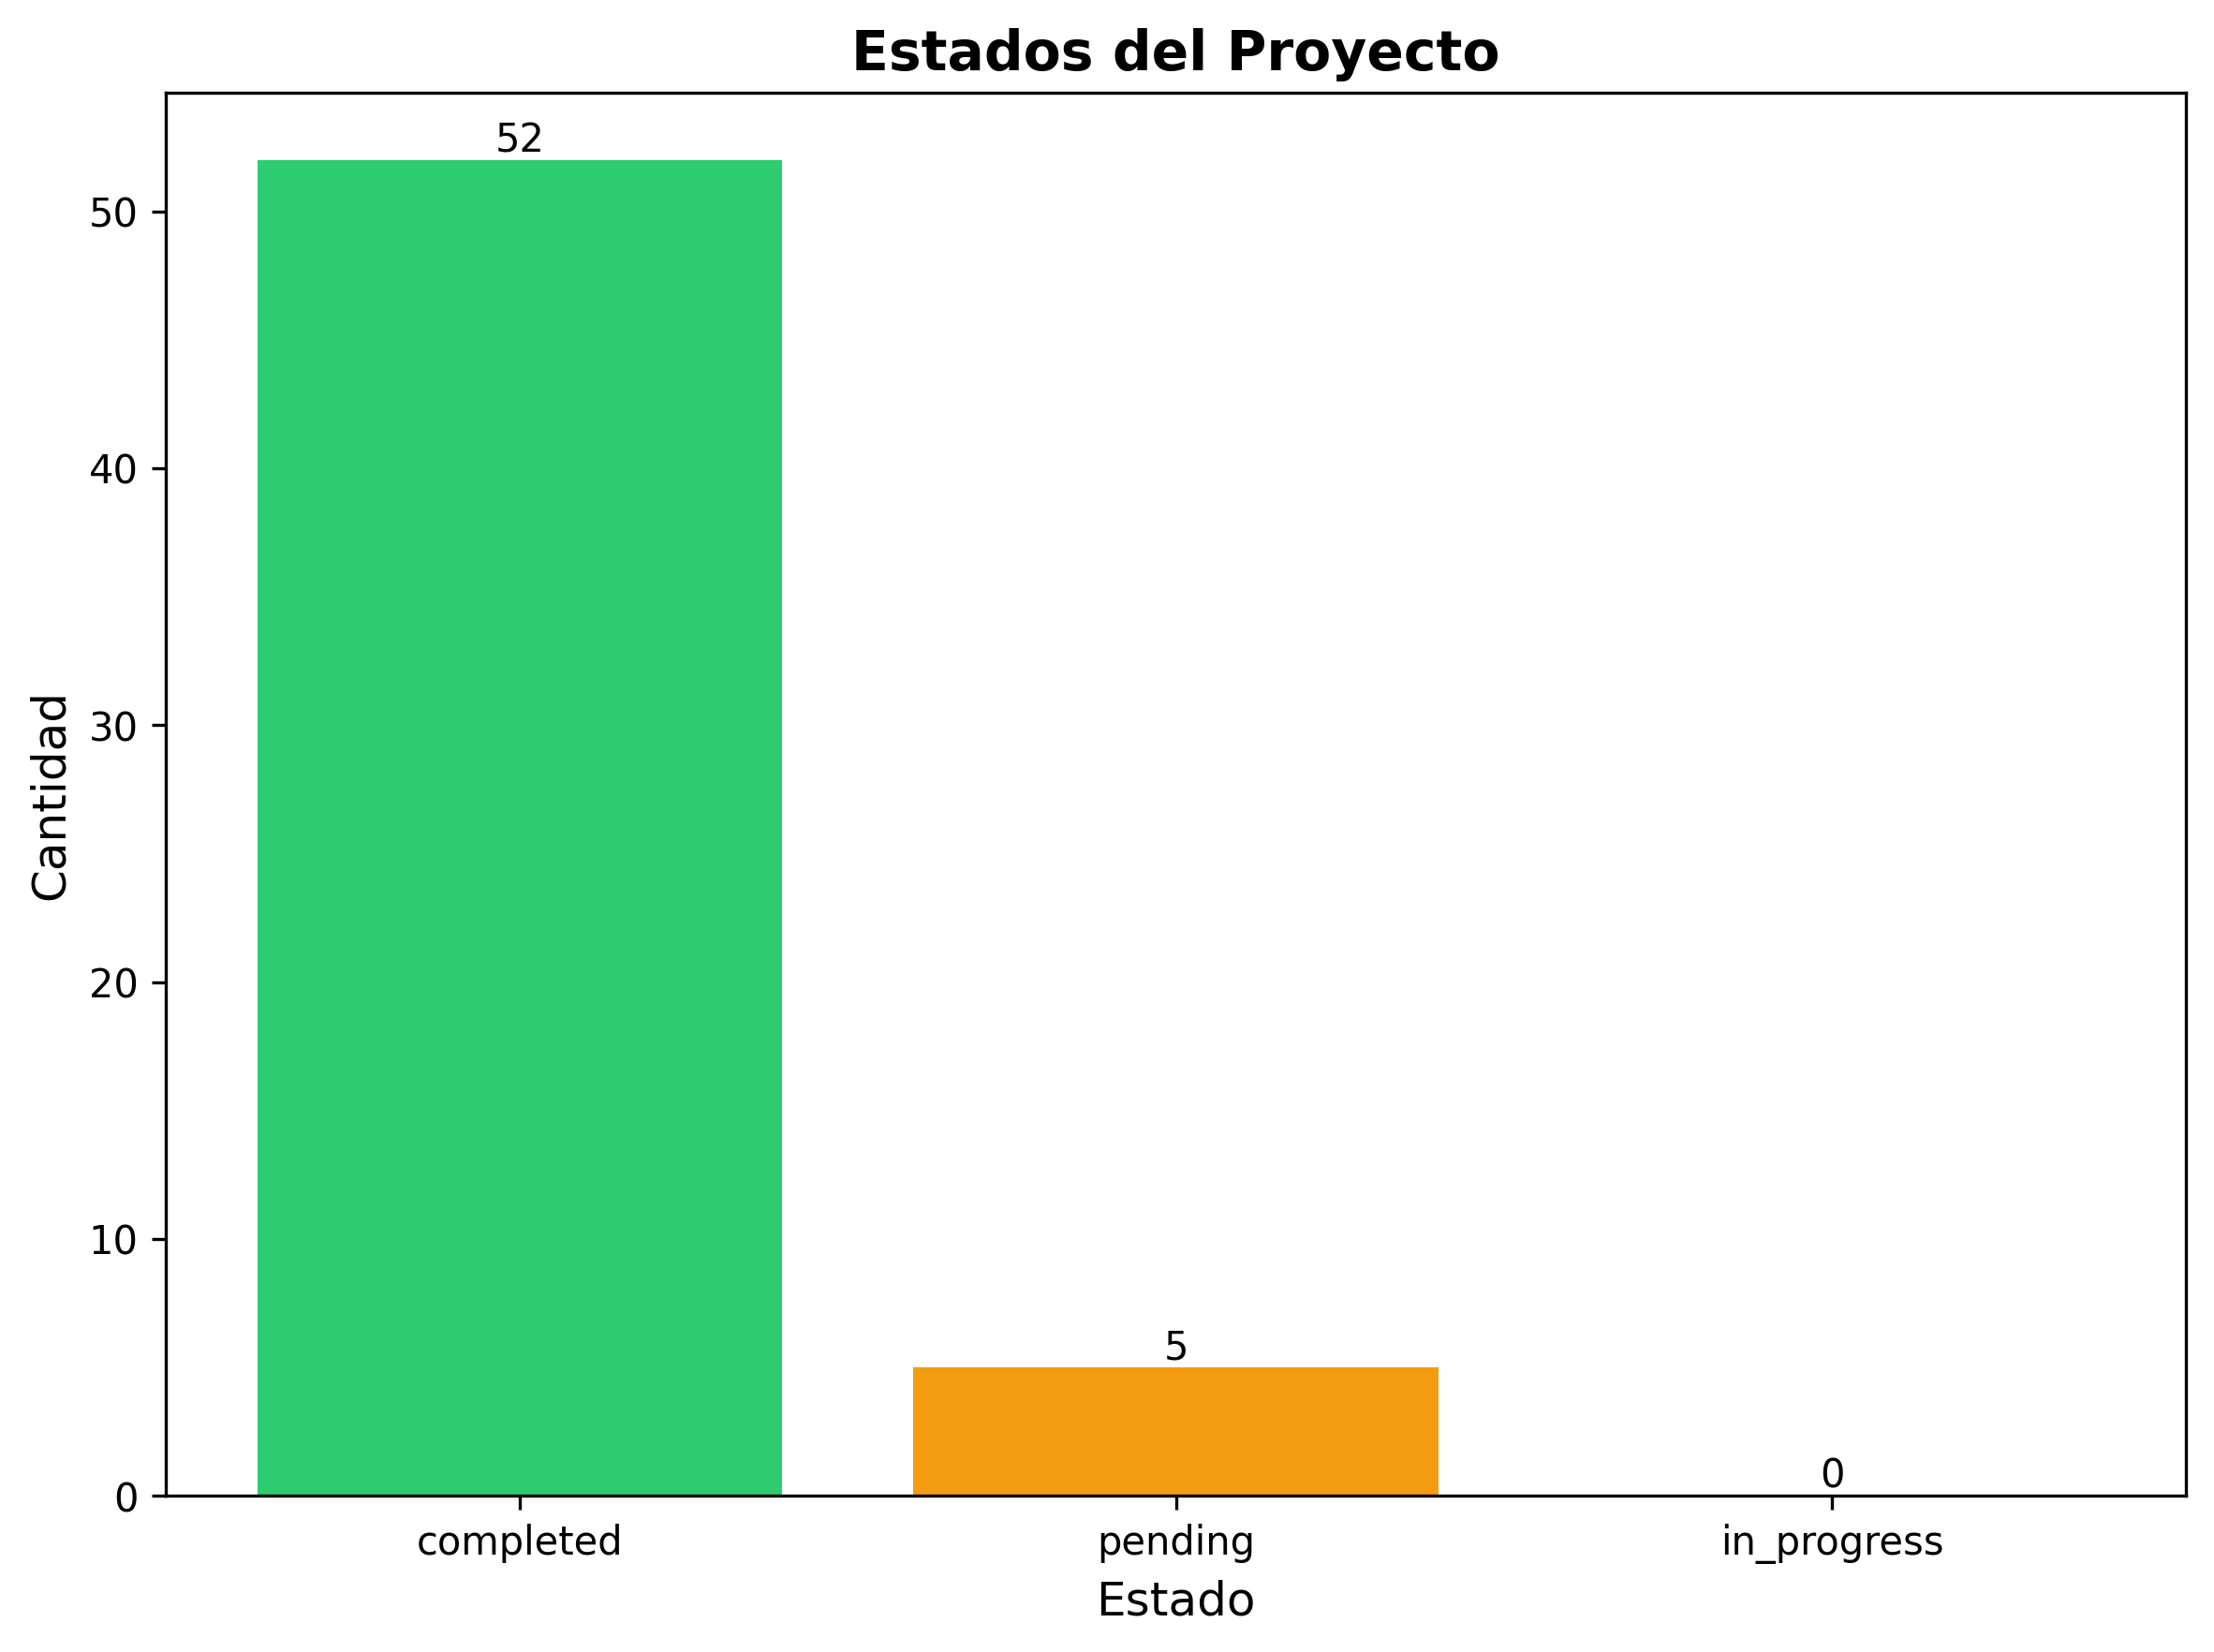 Estados del Proyecto
Cantidad
50
40
30
20
10
0
52
5
0
completed
pending
in_progress
Estado